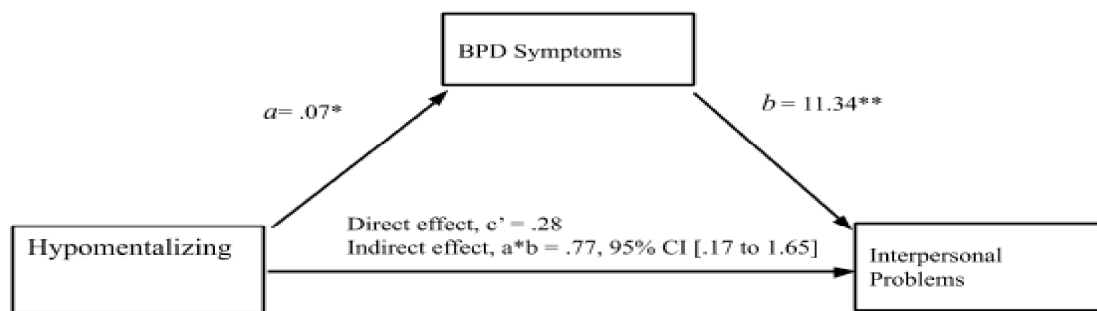 BPD Symptoms
a= .07*
b = 11.34**
Direct effect, c’ = .28
Indirect effect, a*b = .77, 95% CI [.17 to 1.65]
Hypomentalizing
Interpersonal
Problems